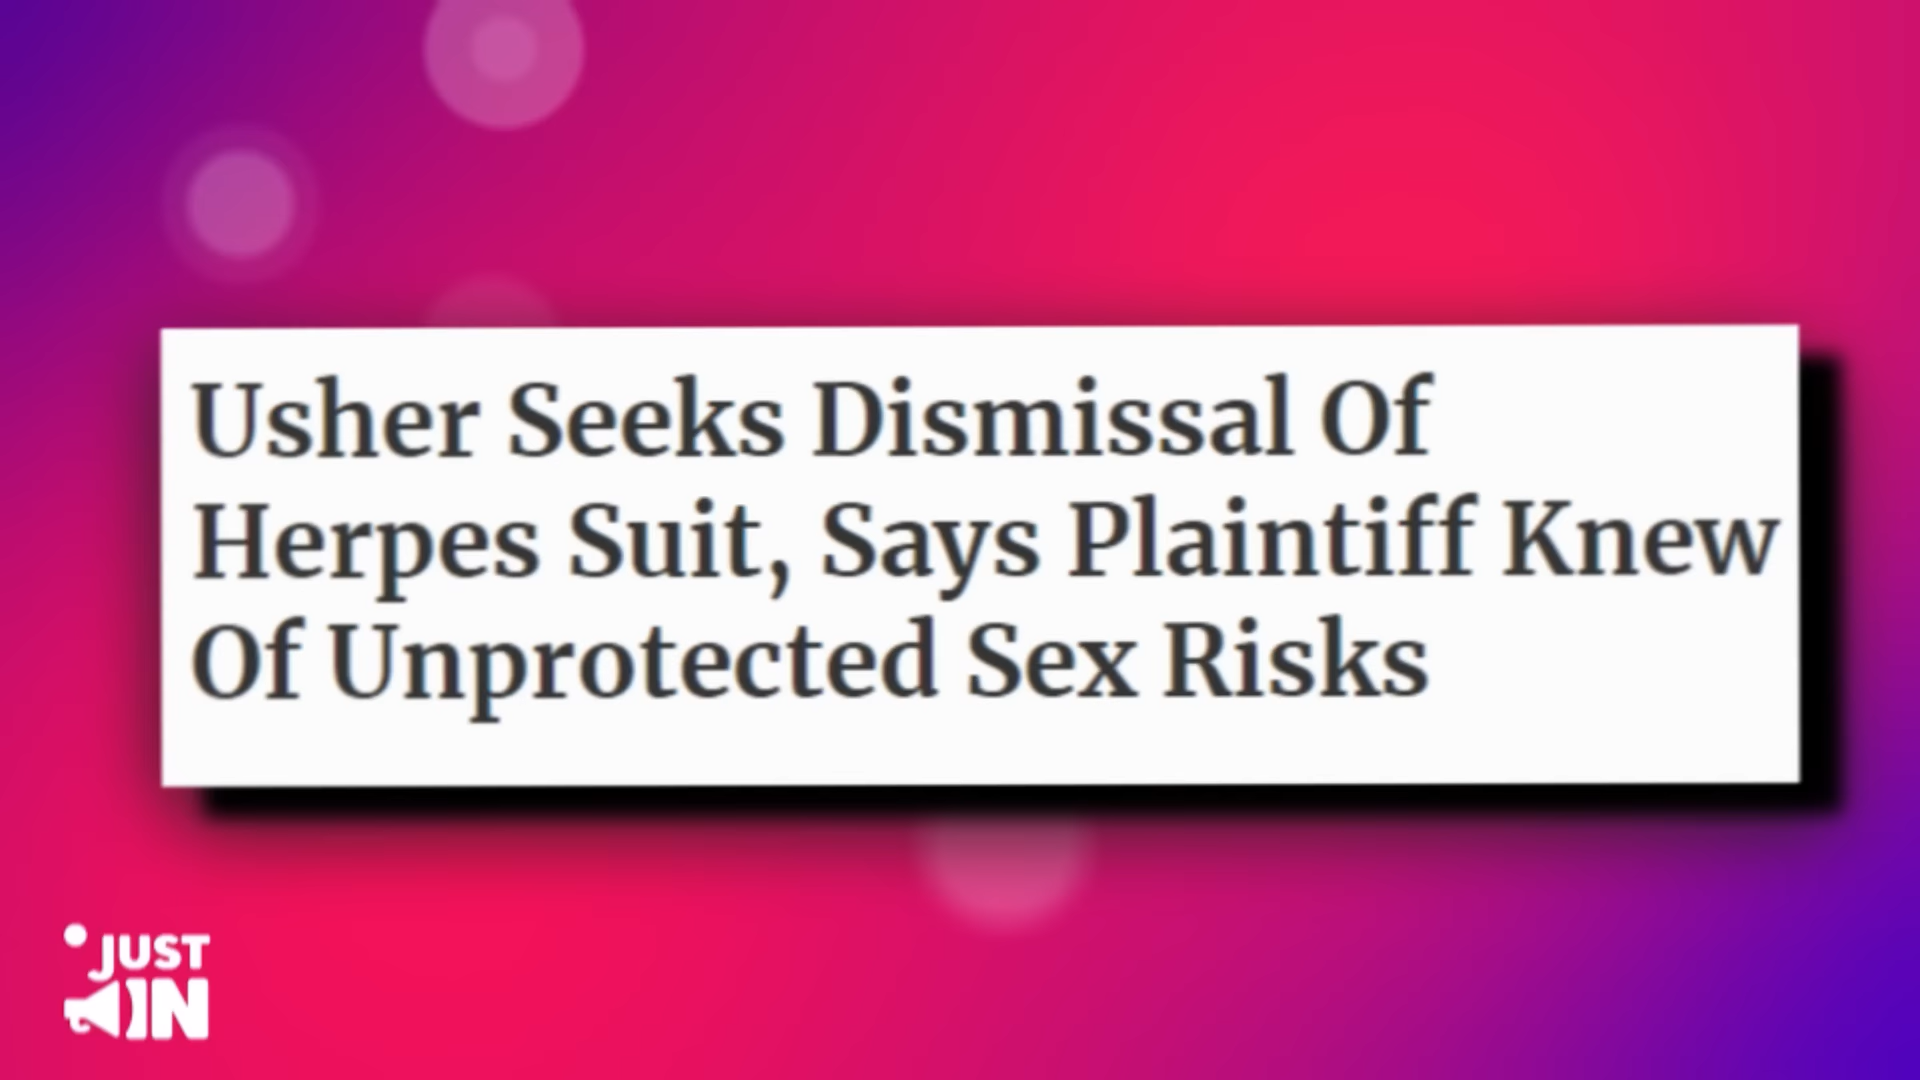 Usher Seeks Dismissal Of
Herpes Suit, Says Plaintiff Knew
Of Unprotected Sex Risks
JUST
IN